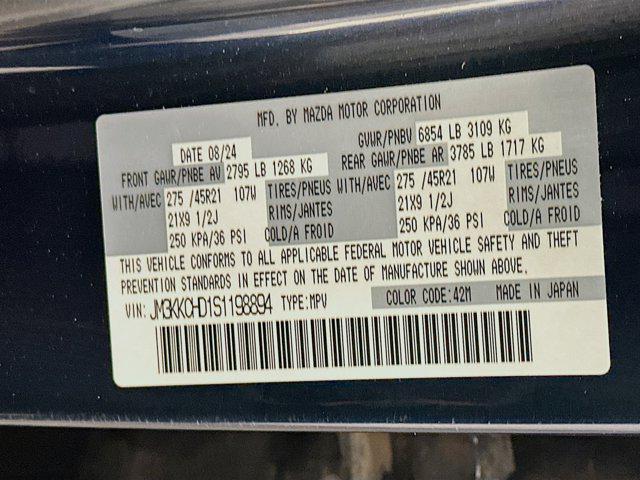 MFD. BY MAZDA MOTOR CORPORATION
DATE 08/24 GVWR/PNBV 6854 LB 3109 KG
FRONT GAWR/PNBE AV 2795 LB 1268 KG REAR GAWR/PNBE AR 3785 LB 1717 KG
WITH/AVEC 275 /45R21 107W TIRES/PNEUS WITH/AVEC 275 /45R21 107W TIRES/PNEUS
21X9 1/2J RIMS/JANTES 21X9 1/2J RIMS/JANTES
250 KPA/36 PSI COLD/A FROID 250 KPA/36 PSI COLD/A FROID
THIS VEHICLE CONFORMS TO ALL APPLICABLE FEDERAL MOTOR VEHICLE SAFETY AND THEFT
PREVENTION STANDARDS IN EFFECT ON THE DATE OF MANUFACTURE SHOWN ABOVE.
VIN: JM3KKCHD1S1198894 TYPE:MPV COLOR CODE:42M MADE IN JAPAN